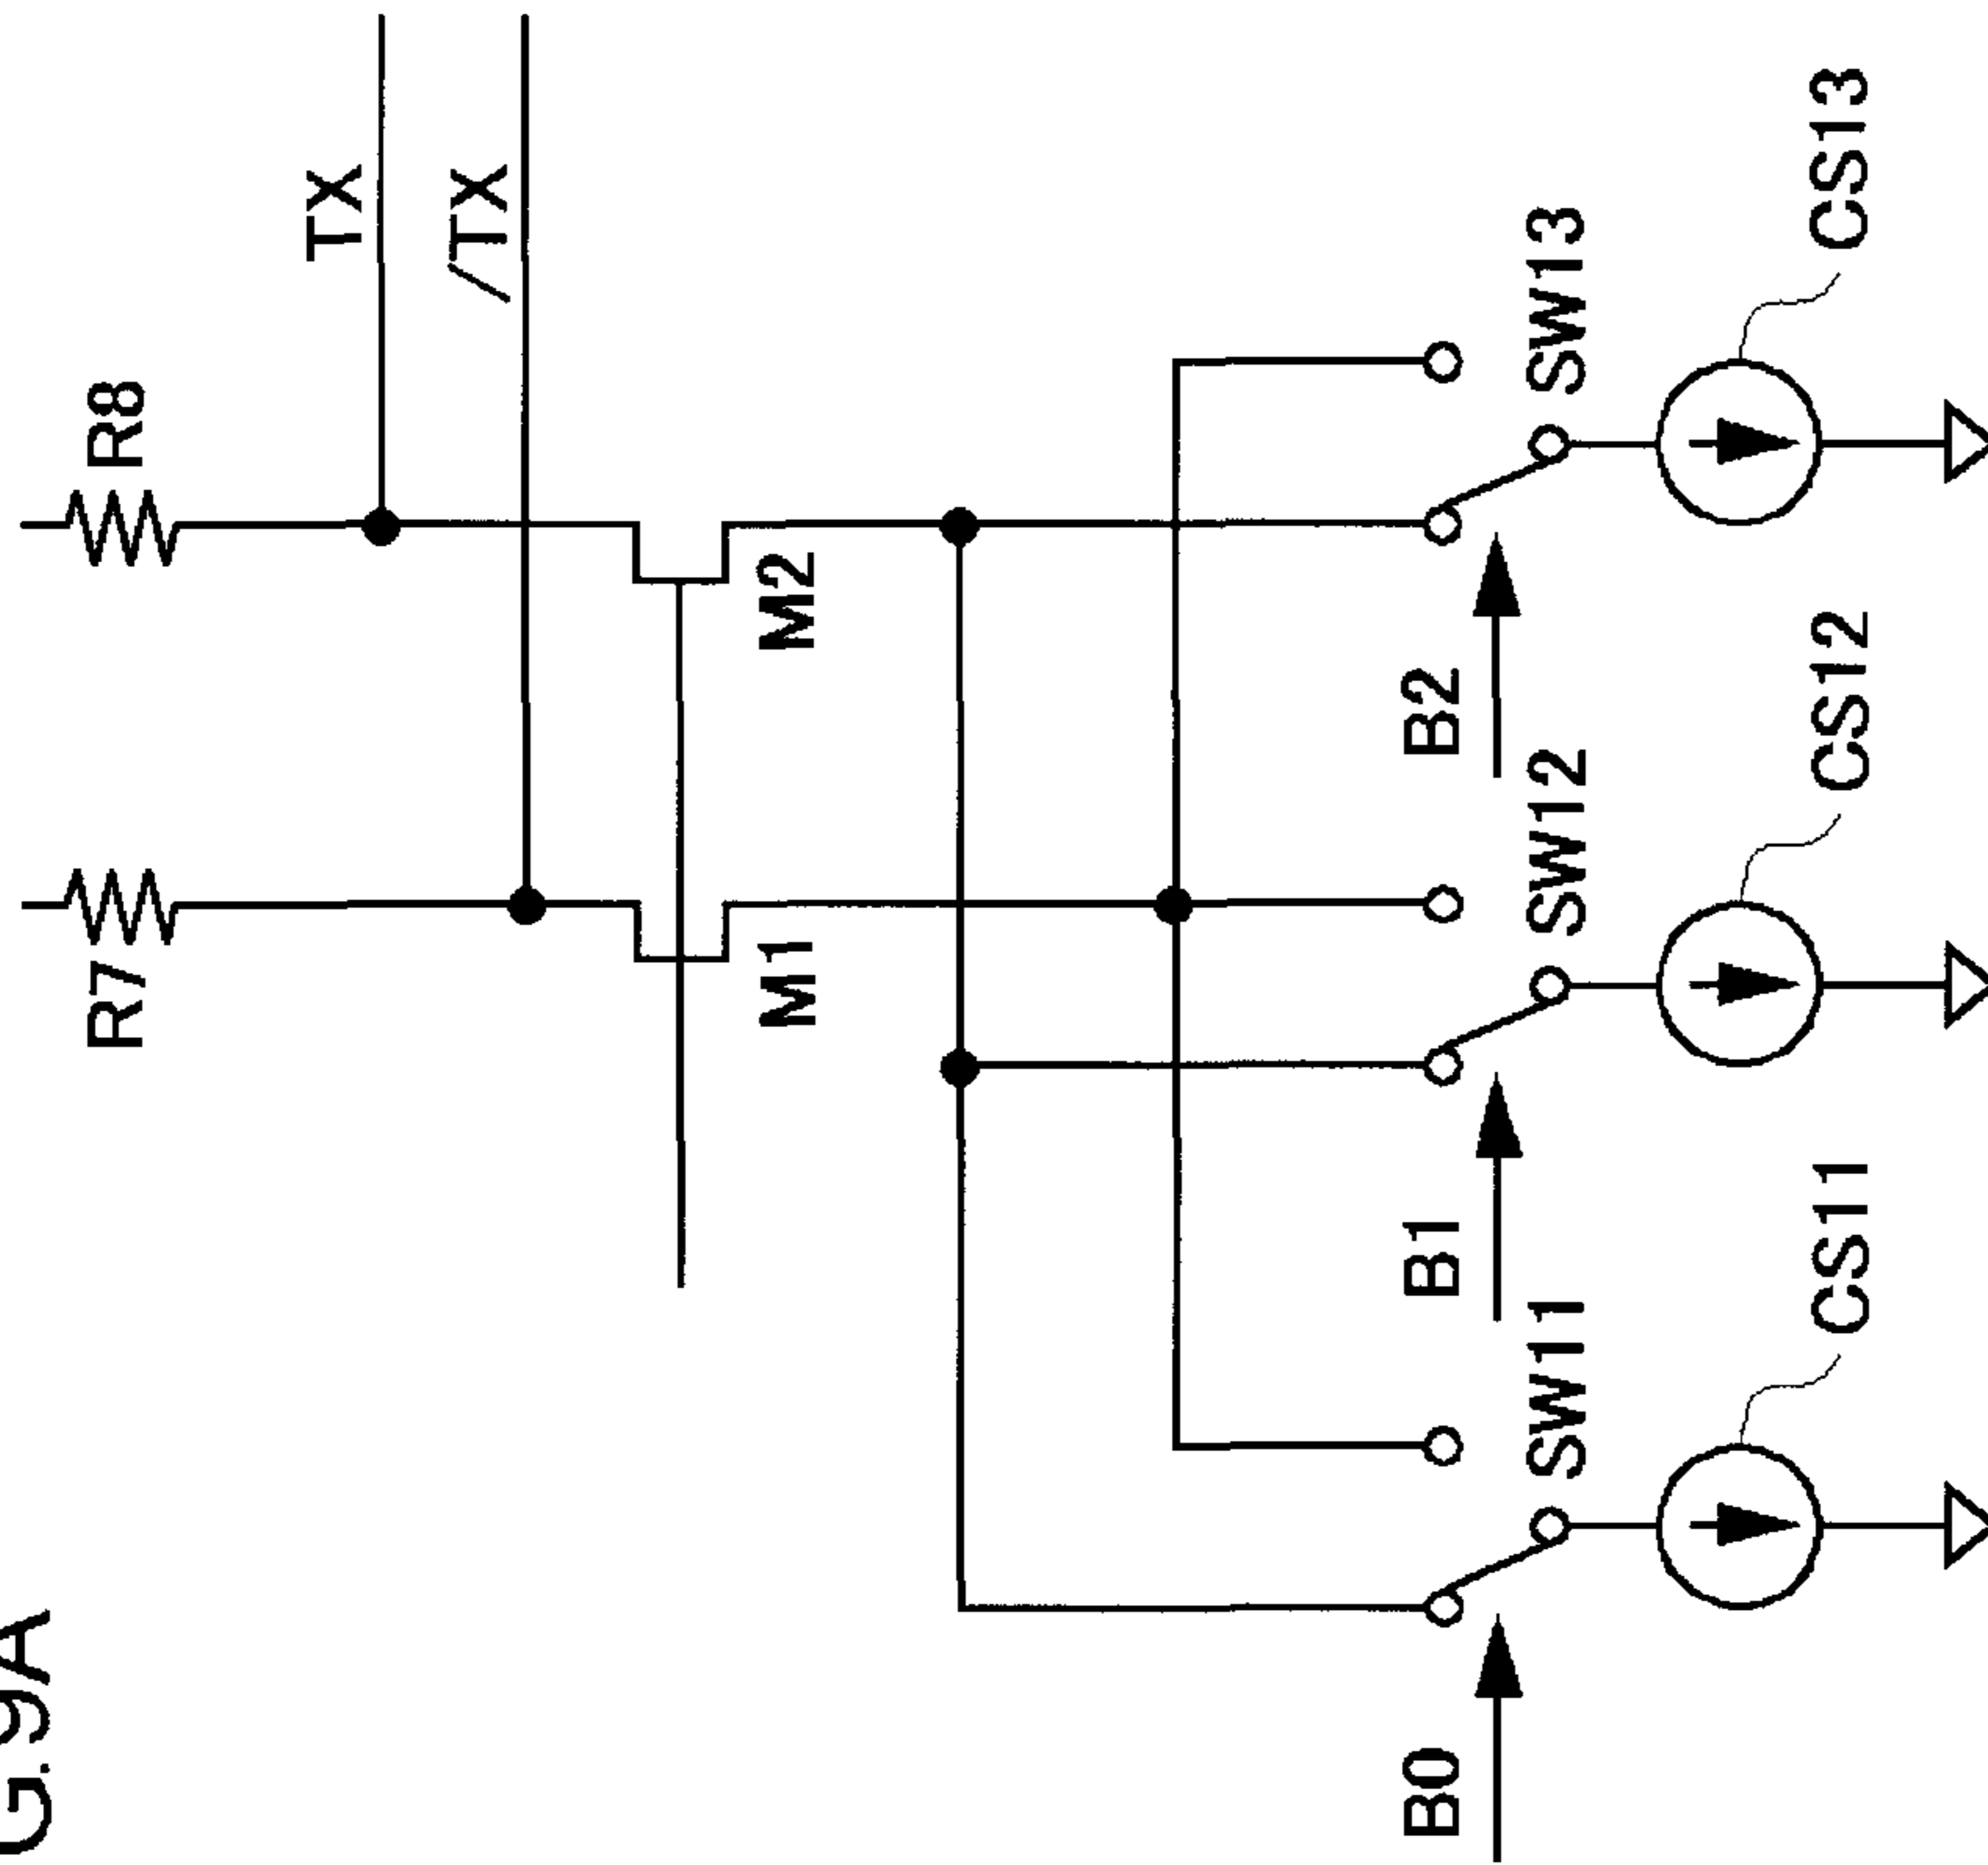 G.9A
R7
R8
TX
/TX
M1
M2
B0
B1
B2
SW11
SW12
SW13
CS11
CS12
CS13